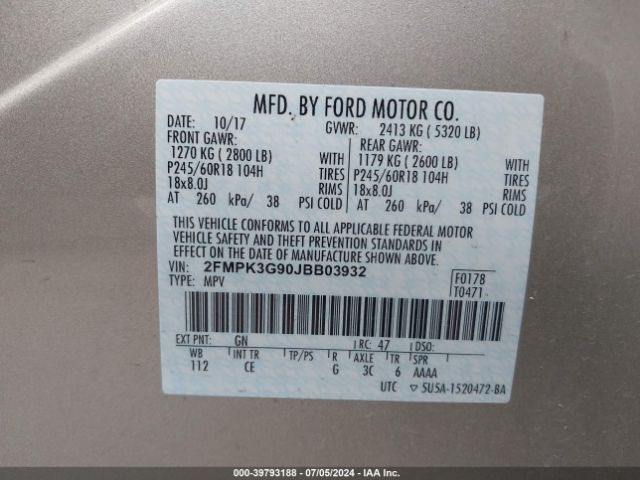 MFD. BY FORD MOTOR CO.
DATE: 10/17 GVWR: 2413 KG ( 5320 LB)
FRONT GAWR: REAR GAWR:
1270 KG ( 2800 LB) WITH 1179 KG ( 2600 LB) WITH
P245/60R18 104H TIRES P245/60R18 104H TIRES
18x8.0J RIMS 18x8.0J RIMS
AT 260 kPa/ 38 PSI COLD AT 260 kPa/ 38 PSI COLD
THIS VEHICLE CONFORMS TO ALL APPLICABLE FEDERAL MOTOR
VEHICLE SAFETY AND THEFT PREVENTION STANDARDS IN
EFFECT ON THE DATE OF MANUFACTURE SHOWN ABOVE.
VIN: 2FMPK3G90JBB03932 F0178
TYPE: MPV T0471
EXT PNT: GN RC: 47 DSO:
WB INT TR TP/PS R AXLE TR SPR
112 CE G 3C 6 AAAA
UTC ▽ 5U5A-1520472-BA
000-39793188 - 07/05/2024 - IAA Inc.